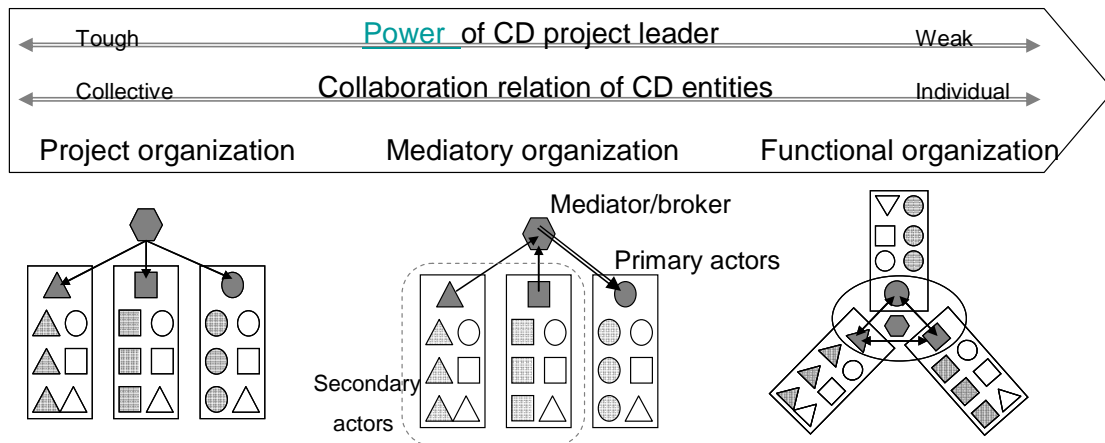 Tough Power of CD project leader Weak
Collective Collaboration relation of CD entities Individual
Project organization Mediatory organization Functional organization
Mediator/broker
Primary actors
Secondary
actors